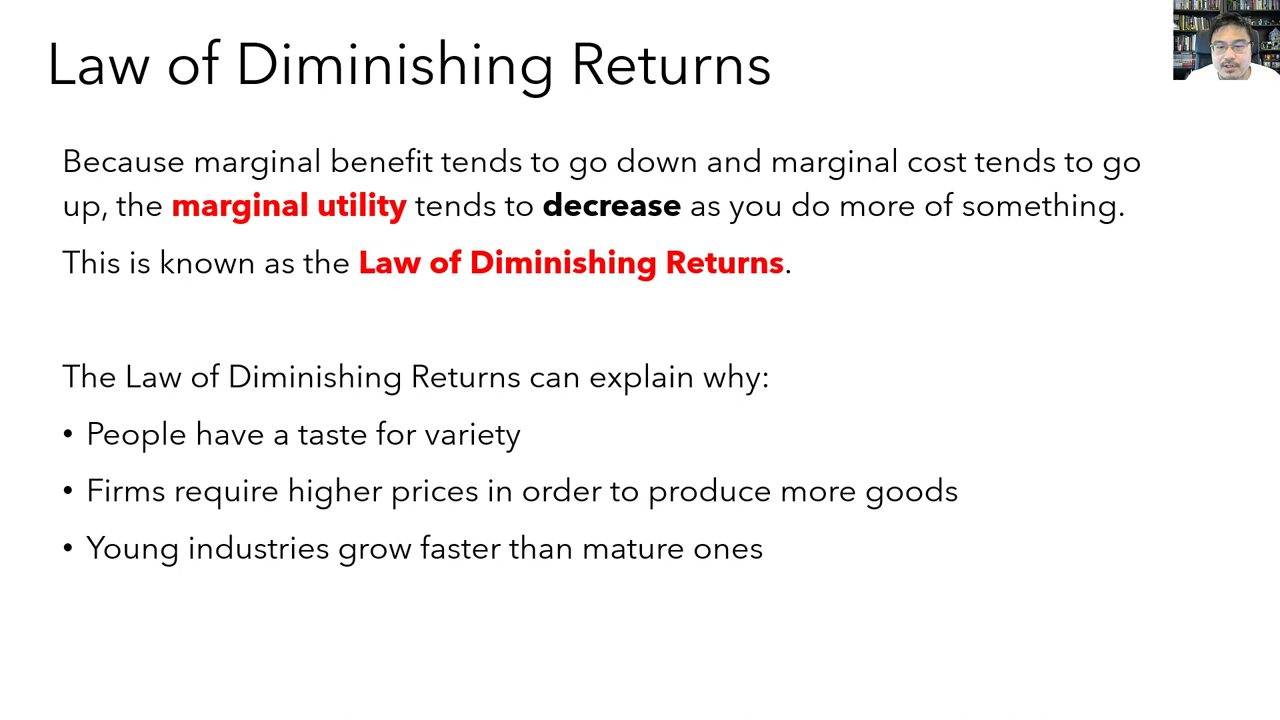 Law of Diminishing Returns
Because marginal benefit tends to go down and marginal cost tends to go
up, the marginal utility tends to decrease as you do more of something.
This is known as the Law of Diminishing Returns.
The Law of Diminishing Returns can explain why:
• People have a taste for variety
• Firms require higher prices in order to produce more goods
• Young industries grow faster than mature ones